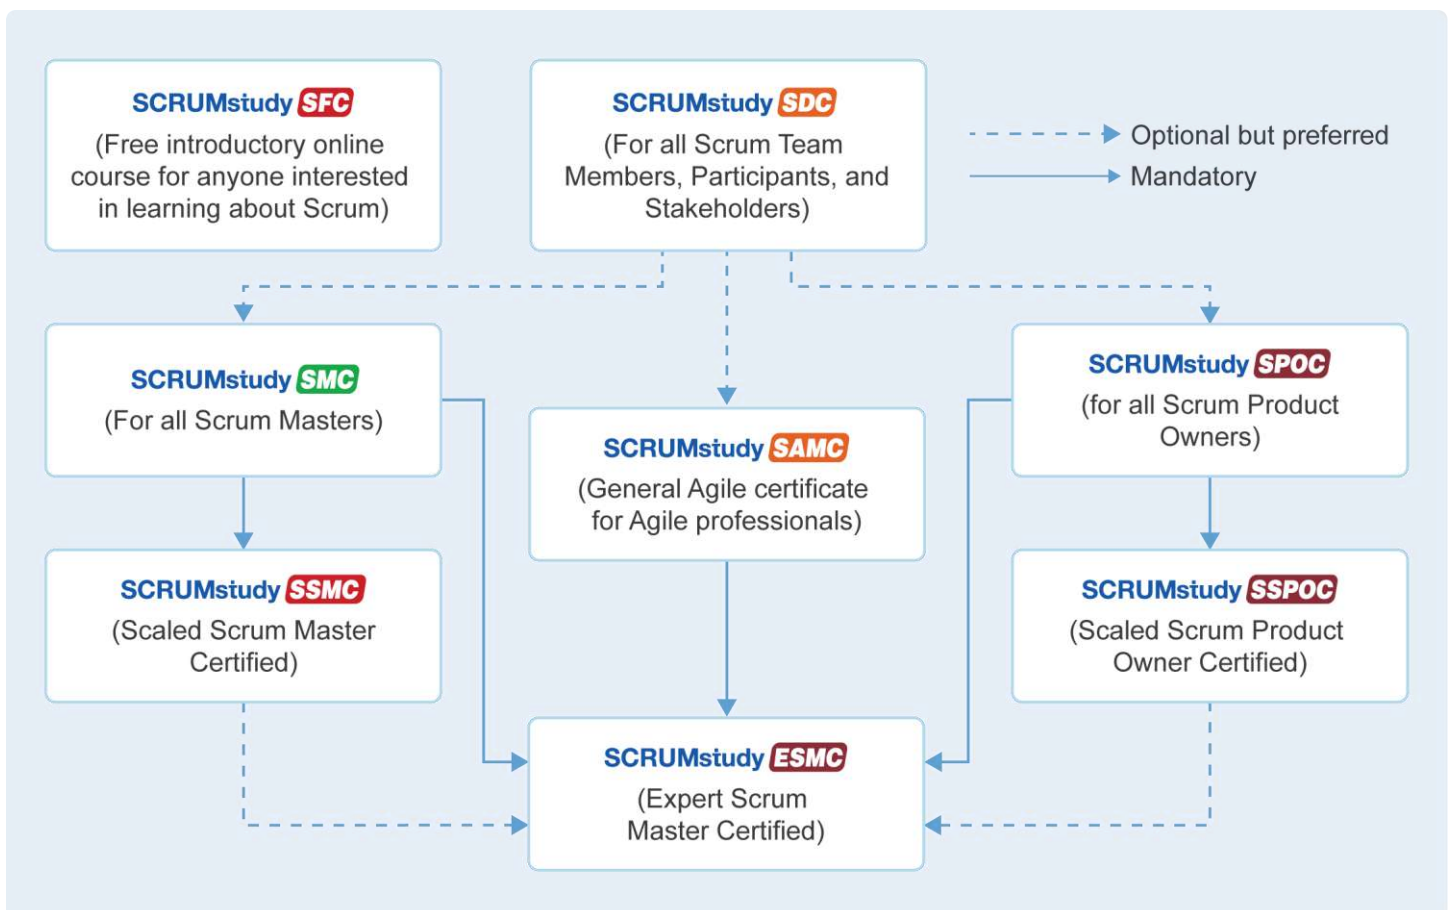 SCRUMstudy SFC
(Free introductory online
course for anyone interested
in learning about Scrum)
SCRUMstudy SDC
(For all Scrum Team
Members, Participants, and
Stakeholders)
Optional but preferred
Mandatory
SCRUMstudy SMC
(For all Scrum Masters)
SCRUMstudy SAMC
(General Agile certificate
for Agile professionals)
SCRUMstudy SPOC
(for all Scrum Product
Owners)
SCRUMstudy SSMC
(Scaled Scrum Master
Certified)
SCRUMstudy SSPOC
(Scaled Scrum Product
Owner Certified)
SCRUMstudy ESMC
(Expert Scrum
Master Certified)